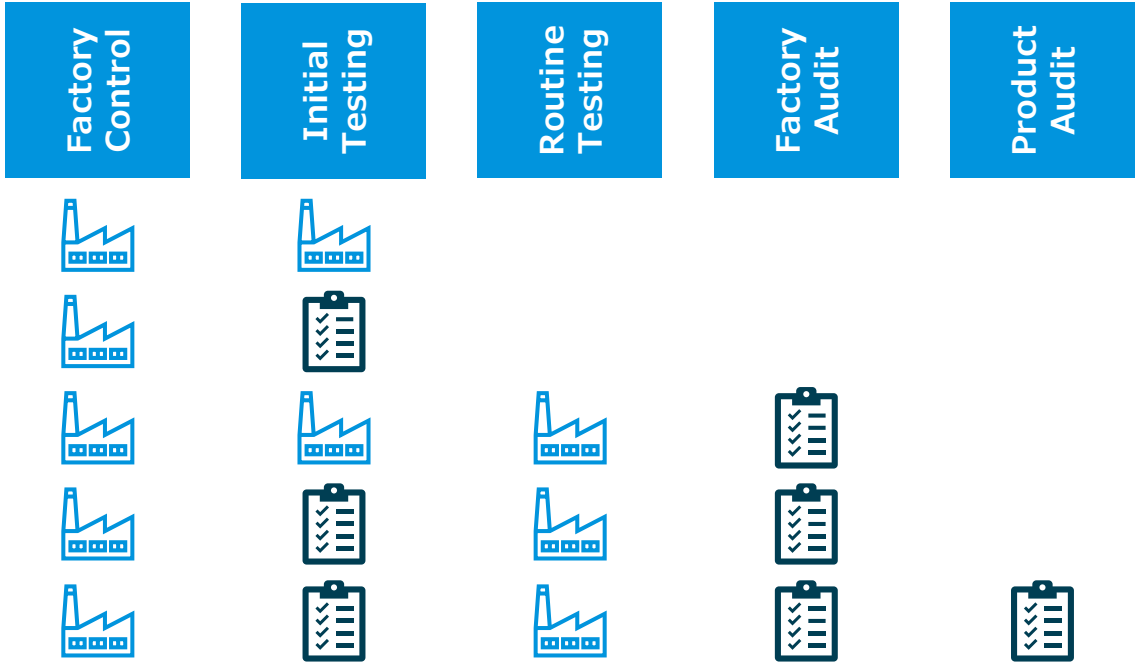 Factory
Control
Initial
Testing
Routine
Testing
Factory
Audit
Product
Audit